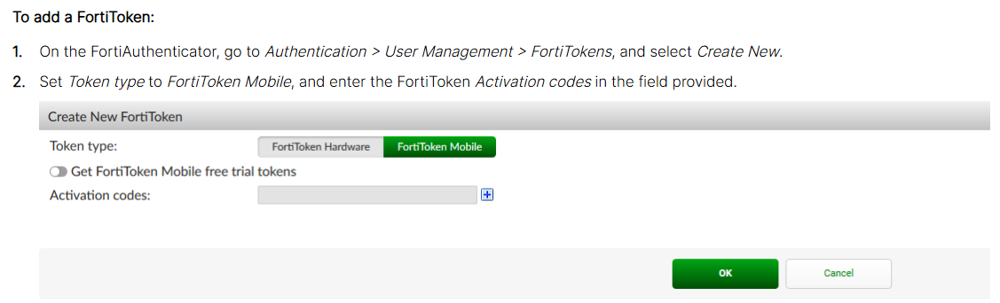 To add a FortiToken:
1. On the FortiAuthenticator, go to Authentication > User Management > FortiTokens, and select Create New.
2. Set Token type to FortiToken Mobile, and enter the FortiToken Activation codes in the field provided.
Create New FortiToken
Token type: FortiToken Hardware FortiToken Mobile
Get FortiToken Mobile free trial tokens
Activation codes:
OK Cancel